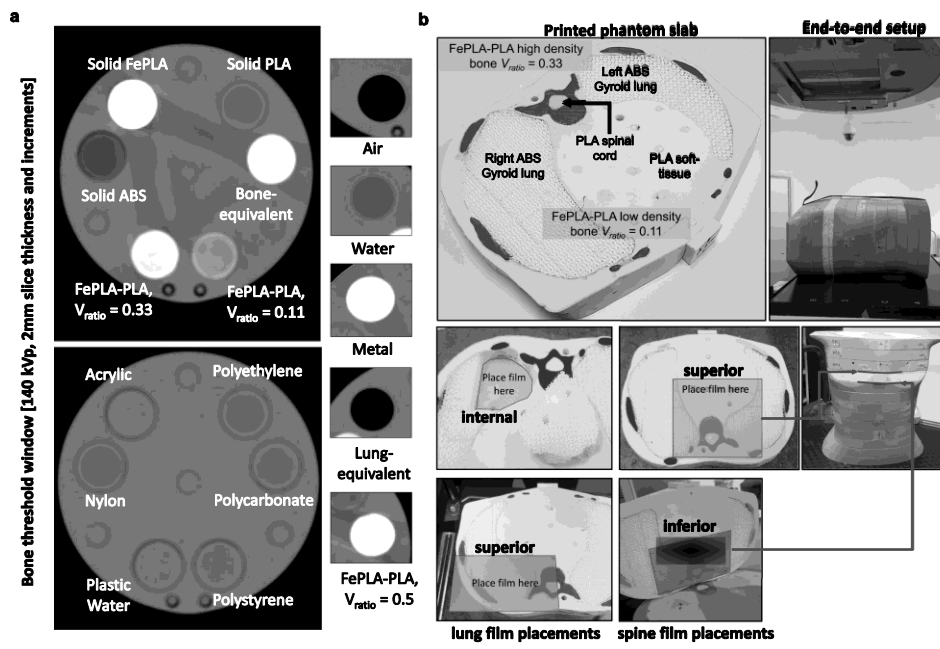 a
Bone threshold window [140 kVp, 2mm slice thickness and increments]
Solid FePLA
Solid PLA
Solid ABS
Bone-
equivalent
FePLA-PLA,
Vratio = 0.33
FePLA-PLA,
Vratio = 0.11
Acrylic
Polyethylene
Nylon
Polycarbonate
Plastic
Water
Polystyrene
Air
Water
Metal
Lung-
equivalent
FePLA-PLA,
Vratio = 0.5
b
Printed phantom slab
End-to-end setup
FePLA-PLA high density
bone Vratio = 0.33
Left ABS
Gyroid lung
PLA spinal
cord
Right ABS
Gyroid lung
PLA soft-
tissue
FePLA-PLA low density
bone Vratio = 0.11
Place film
here
internal
superior
Place film here
superior
Place film here
inferior
lung film placements
spine film placements